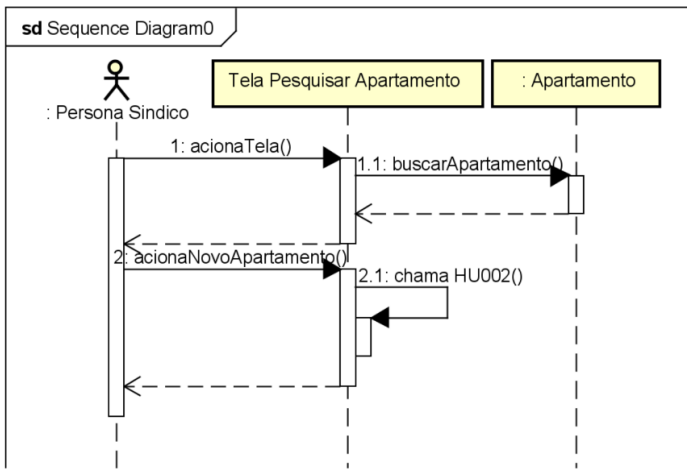 sd Sequence Diagram0
Tela Pesquisar Apartamento
: Apartamento
: Persona Sindico
1: acionaTela()
1.1: buscarApartamento()
2: acionaNovoApartamento()
2.1: chama HU002()